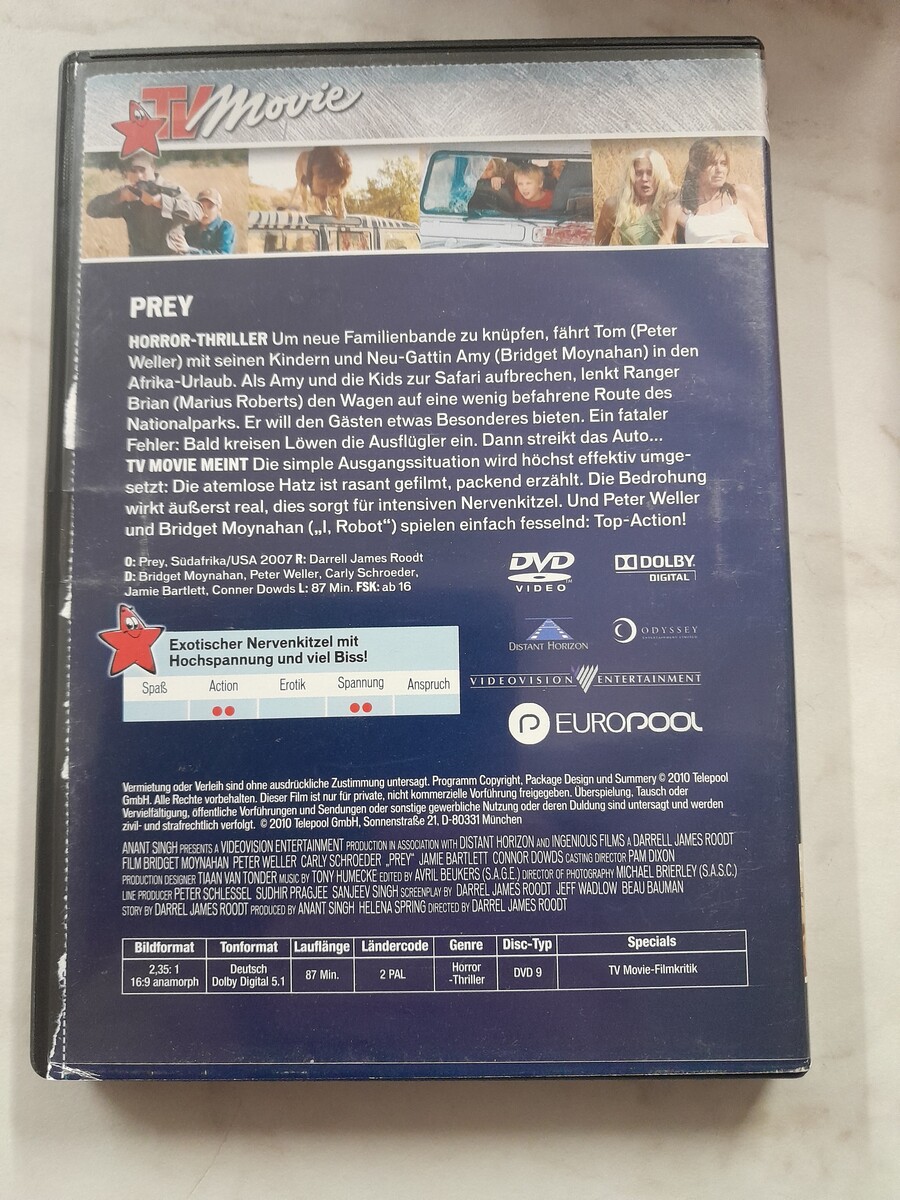 TV Movie
PREY
HORROR-THRILLER Um neue Familienbande zu knüpfen, fährt Tom (Peter
Weller) mit seinen Kindern und Neu-Gattin Amy (Bridget Moynahan) in den
Afrika-Urlaub. Als Amy und die Kids zur Safari aufbrechen, lenkt Ranger
Brian (Marius Roberts) den Wagen auf eine wenig befahrene Route des
Nationalparks. Er will den Gästen etwas Besonderes bieten. Ein fataler
Fehler: Bald kreisen Löwen die Ausflügler ein. Dann streikt das Auto...
TV MOVIE MEINT Die simple Ausgangssituation wird höchst effektiv umge-
setzt: Die atemlose Hatz ist rasant gefilmt, packend erzählt. Die Bedrohung
wirkt äußerst real, dies sorgt für intensiven Nervenkitzel. Und Peter Weller
und Bridget Moynahan („I, Robot“) spielen einfach fesselnd: Top-Action!
O: Prey, Südafrika/USA 2007 R: Darrell James Roodt
D: Bridget Moynahan, Peter Weller, Carly Schroeder,
Jamie Bartlett, Conner Dowds L: 87 Min. FSK: ab 16
DVD VIDEO
DOLBY DIGITAL
DISTANT HORIZON
ODYSSEY ENTERTAINMENT LIMITED
VIDEOVISION ENTERTAINMENT
EUROPOOL
Exotischer Nervenkitzel mit
Hochspannung und viel Biss!
Spaß Action Erotik Spannung Anspruch
Vermietung oder Verleih sind ohne ausdrückliche Zustimmung untersagt. Programm Copyright, Package Design und Summery © 2010 Telepool
GmbH. Alle Rechte vorbehalten. Dieser Film ist nur für private, nicht kommerzielle Vorführung freigegeben. Überspielung, Tausch oder
Vervielfältigung, öffentliche Vorführungen und Sendungen oder sonstige gewerbliche Nutzung oder deren Duldung sind untersagt und werden
zivil- und strafrechtlich verfolgt. © 2010 Telepool GmbH, Sonnenstraße 21, D-80331 München
ANANT SINGH PRESENTS A VIDEOVISION ENTERTAINMENT PRODUCTION IN ASSOCIATION WITH DISTANT HORIZON AND INGENIOUS FILMS A DARRELL JAMES ROODT
FILM BRIDGET MOYNAHAN PETER WELLER CARLY SCHROEDER „PREY“ JAMIE BARTLETT CONNOR DOWDS CASTING DIRECTOR PAM DIXON
PRODUCTION DESIGNER TIAAN VAN TONDER MUSIC BY TONY HUMECKE EDITED BY AVRIL BEUKERS (S.A.G.E.) DIRECTOR OF PHOTOGRAPHY MICHAEL BRIERLEY (S.A.S.C.)
LINE PRODUCER PETER SCHLESSEL SUDHIR PRAGJEE SANJEEV SINGH SCREENPLAY BY DARREL JAMES ROODT JEFF WADLOW BEAU BAUMAN
STORY BY DARREL JAMES ROODT PRODUCED BY ANANT SINGH HELENA SPRING DIRECTED BY DARREL JAMES ROODT
Bildformat Tonformat Lauflänge Ländercode Genre Disc-Typ Specials
2,35: 1 Deutsch 87 Min. 2 PAL Horror DVD 9 TV Movie-Filmkritik
16:9 anamorph Dolby Digital 5.1 -Thriller